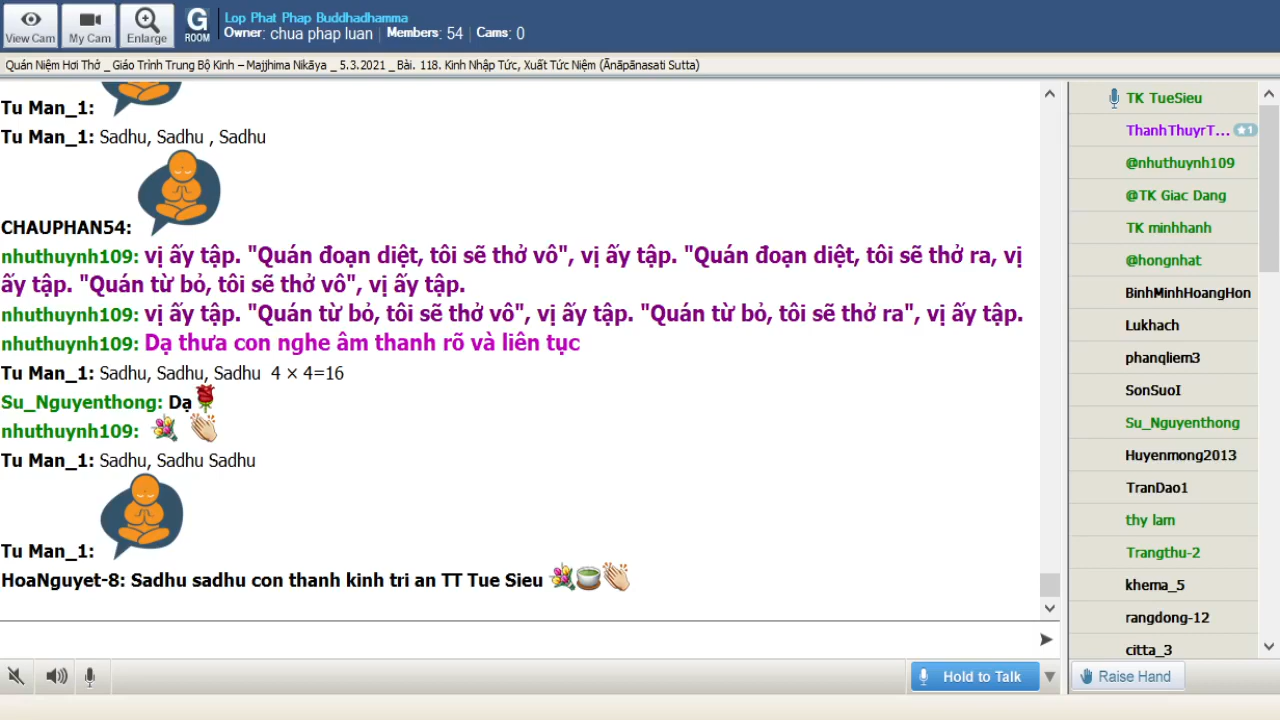 View Cam
My Cam
Enlarge
G
ROOM
Lop Phat Phap Buddhadhamma
Owner: chua phap luan | Members: 54 | Cams: 0
Quán Niệm Hơi Thở _ Giáo Trình Trung Bộ Kinh – Majjhima Nikāya _ 5.3.2021 _ Bài. 118. Kinh Nhập Tức, Xuất Tức Niệm (Ānāpānasati Sutta)
Tu Man_1:
Tu Man_1: Sadhu, Sadhu , Sadhu
CHAUPHAN54:
nhuthuynh109: vị ấy tập. "Quán đoạn diệt, tôi sẽ thở vô", vị ấy tập. "Quán đoạn diệt, tôi sẽ thở ra, vị
ấy tập. "Quán từ bỏ, tôi sẽ thở vô", vị ấy tập.
nhuthuynh109: vị ấy tập. "Quán từ bỏ, tôi sẽ thở vô", vị ấy tập. "Quán từ bỏ, tôi sẽ thở ra", vị ấy tập.
nhuthuynh109: Dạ thưa con nghe âm thanh rõ và liên tục
Tu Man_1: Sadhu, Sadhu, Sadhu 4 × 4=16
Su_Nguyenthong: Dạ
nhuthuynh109:
Tu Man_1: Sadhu, Sadhu Sadhu
Tu Man_1:
HoaNguyet-8: Sadhu sadhu con thanh kinh tri an TT Tue Sieu
TK TueSieu
ThanhThuyrT... 1
@nhuthuynh109
@TK Giac Dang
TK minhhanh
@hongnhat
BinhMinhHoangHon
Lukhach
phanqliem3
SonSuoI
Su_Nguyenthong
Huyenmong2013
TranDao1
thy lam
Trangthu-2
khema_5
rangdong-12
citta_3
Hold to Talk
Raise Hand